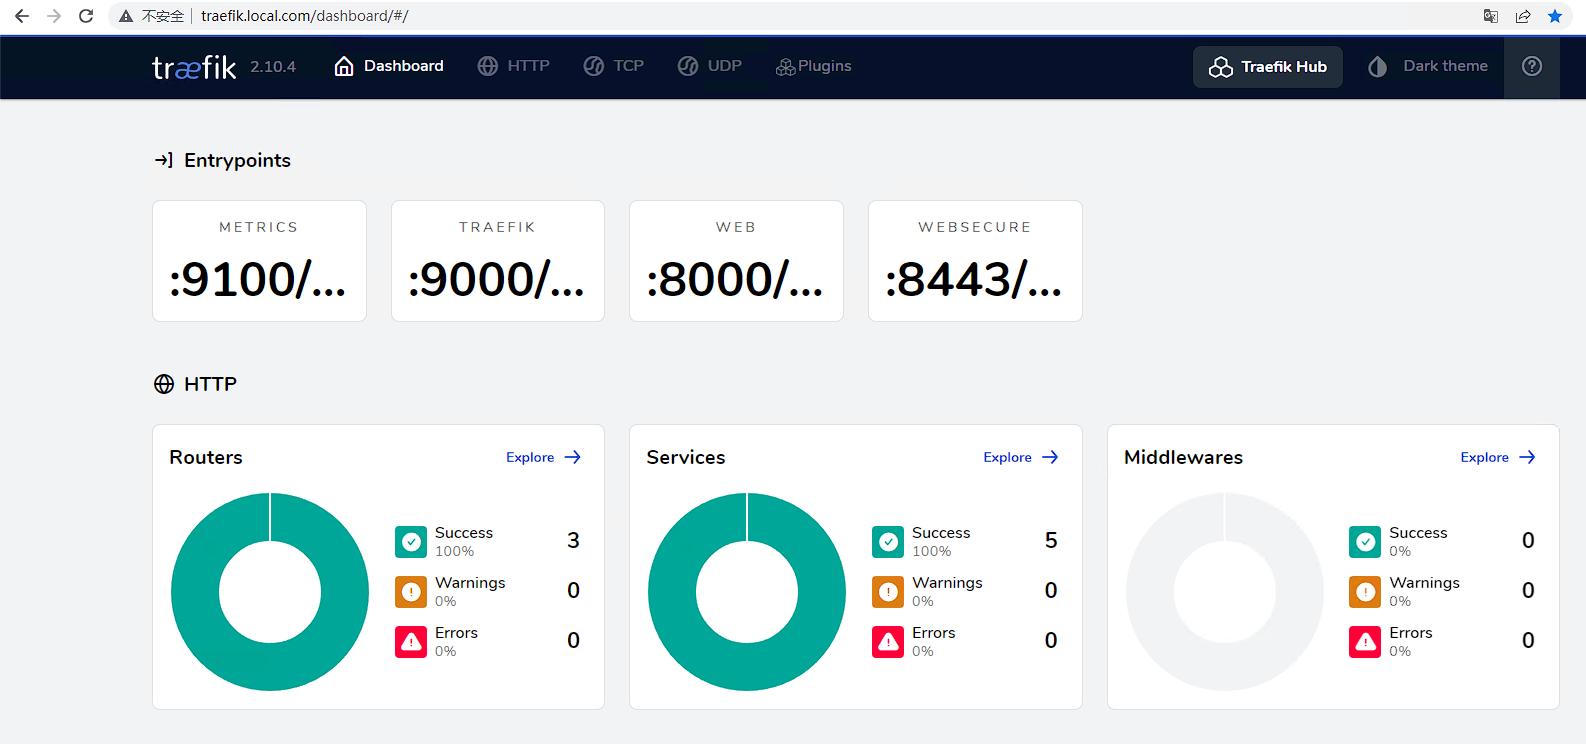 不安全 traefik.local.com/dashboard/#/
træfik 2.10.4 Dashboard HTTP TCP UDP Plugins Traefik Hub Dark theme
Entrypoints
METRICS TRAEFIK WEB WEBSECURE
:9100/... :9000/... :8000/... :8443/...
HTTP
Routers Explore
Success 3
100%
Warnings 0
0%
Errors 0
0%
Services Explore
Success 5
100%
Warnings 0
0%
Errors 0
0%
Middlewares Explore
Success 0
0%
Warnings 0
0%
Errors 0
0%